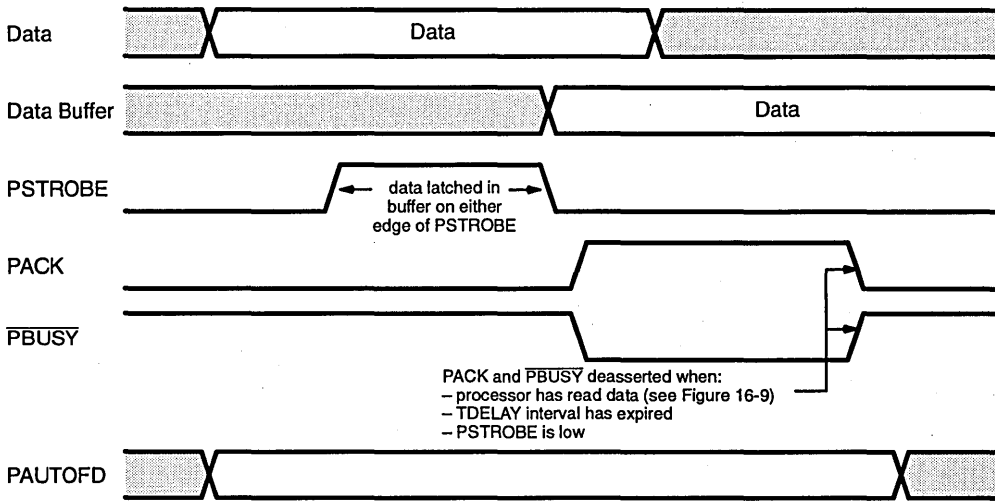 Data
Data
Data Buffer
Data
PSTROBE
data latched in
buffer on either
edge of PSTROBE
PACK
PBUSY
PACK and PBUSY deasserted when:
– processor has read data (see Figure 16-9)
– TDELAY interval has expired
– PSTROBE is low
PAUTOFD